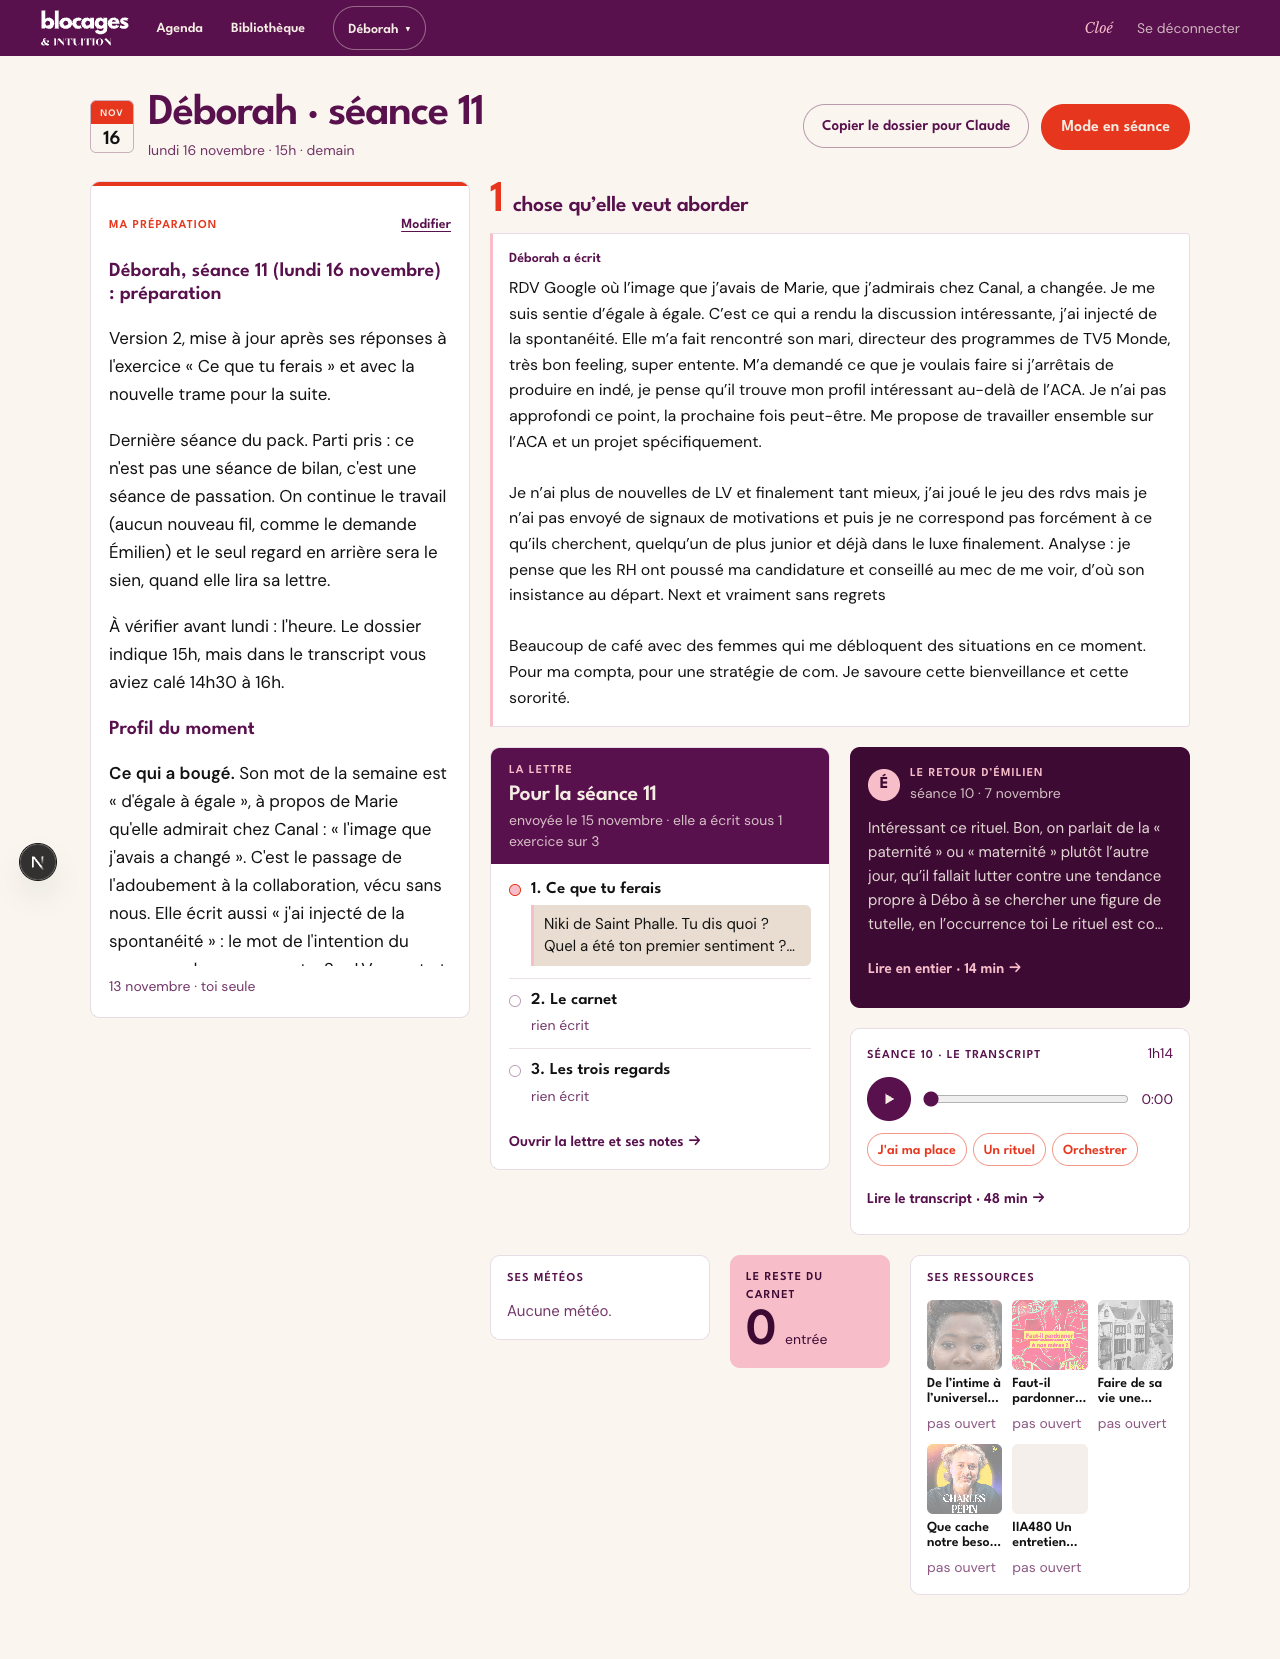 blocages
& INTUITION
Agenda
Bibliothèque
Déborah ▾
Cloé
Se déconnecter
NOV
16
Déborah · séance 11
lundi 16 novembre · 15h · demain
Copier le dossier pour Claude
Mode en séance
MA PRÉPARATION
Modifier
Déborah, séance 11 (lundi 16 novembre)
: préparation
Version 2, mise à jour après ses réponses à
l'exercice « Ce que tu ferais » et avec la
nouvelle trame pour la suite.
Dernière séance du pack. Parti pris : ce
n'est pas une séance de bilan, c'est une
séance de passation. On continue le travail
(aucun nouveau fil, comme le demande
Émilien) et le seul regard en arrière sera le
sien, quand elle lira sa lettre.
À vérifier avant lundi : l'heure. Le dossier
indique 15h, mais dans le transcript vous
aviez calé 14h30 à 16h.
Profil du moment
Ce qui a bougé. Son mot de la semaine est
« d'égale à égale », à propos de Marie
qu'elle admirait chez Canal : « l'image que
j'avais a changé ». C'est le passage de
l'adoubement à la collaboration, vécu sans
nous. Elle écrit aussi « j'ai injecté de la
spontanéité » : le mot de l'intention du
13 novembre · toi seule
1 chose qu’elle veut aborder
Déborah a écrit
RDV Google où l’image que j’avais de Marie, que j’admirais chez Canal, a changée. Je me
suis sentie d’égale à égale. C’est ce qui a rendu la discussion intéressante, j’ai injecté de
la spontanéité. Elle m’a fait rencontré son mari, directeur des programmes de TV5 Monde,
très bon feeling, super entente. M’a demandé ce que je voulais faire si j’arrêtais de
produire en indé, je pense qu’il trouve mon profil intéressant au-delà de l’ACA. Je n’ai pas
approfondi ce point, la prochaine fois peut-être. Me propose de travailler ensemble sur
l’ACA et un projet spécifiquement.
Je n’ai plus de nouvelles de LV et finalement tant mieux, j’ai joué le jeu des rdvs mais je
n’ai pas envoyé de signaux de motivations et puis je ne correspond pas forcément à ce
qu’ils cherchent, quelqu’un de plus junior et déjà dans le luxe finalement. Analyse : je
pense que les RH ont poussé ma candidature et conseillé au mec de me voir, d’où son
insistance au départ. Next et vraiment sans regrets
Beaucoup de café avec des femmes qui me débloquent des situations en ce moment.
Pour ma compta, pour une stratégie de com. Je savoure cette bienveillance et cette
sororité.
LA LETTRE
Pour la séance 11
envoyée le 15 novembre · elle a écrit sous 1
exercice sur 3
1. Ce que tu ferais
Niki de Saint Phalle. Tu dis quoi ?
Quel a été ton premier sentiment ?…
2. Le carnet
rien écrit
3. Les trois regards
rien écrit
Ouvrir la lettre et ses notes →
É
LE RETOUR D’ÉMILIEN
séance 10 · 7 novembre
Intéressant ce rituel. Bon, on parlait de la «
paternité » ou « maternité » plutôt l’autre
jour, qu’il fallait lutter contre une tendance
propre à Débo à se chercher une figure de
tutelle, en l’occurrence toi Le rituel est co…
Lire en entier · 14 min →
SÉANCE 10 · LE TRANSCRIPT
1h14
0:00
J'ai ma place
Un rituel
Orchestrer
Lire le transcript · 48 min →
SES MÉTÉOS
Aucune météo.
LE RESTE DU
CARNET
0 entrée
SES RESSOURCES
De l’intime à
l’universel…
pas ouvert
Faut-il pardonner
à nos mères ?
Faut-il
pardonner…
pas ouvert
Faire de sa
vie une…
pas ouvert
CHARLES
PÉPIN
Que cache
notre beso…
pas ouvert
IIA480 Un
entretien…
pas ouvert
N